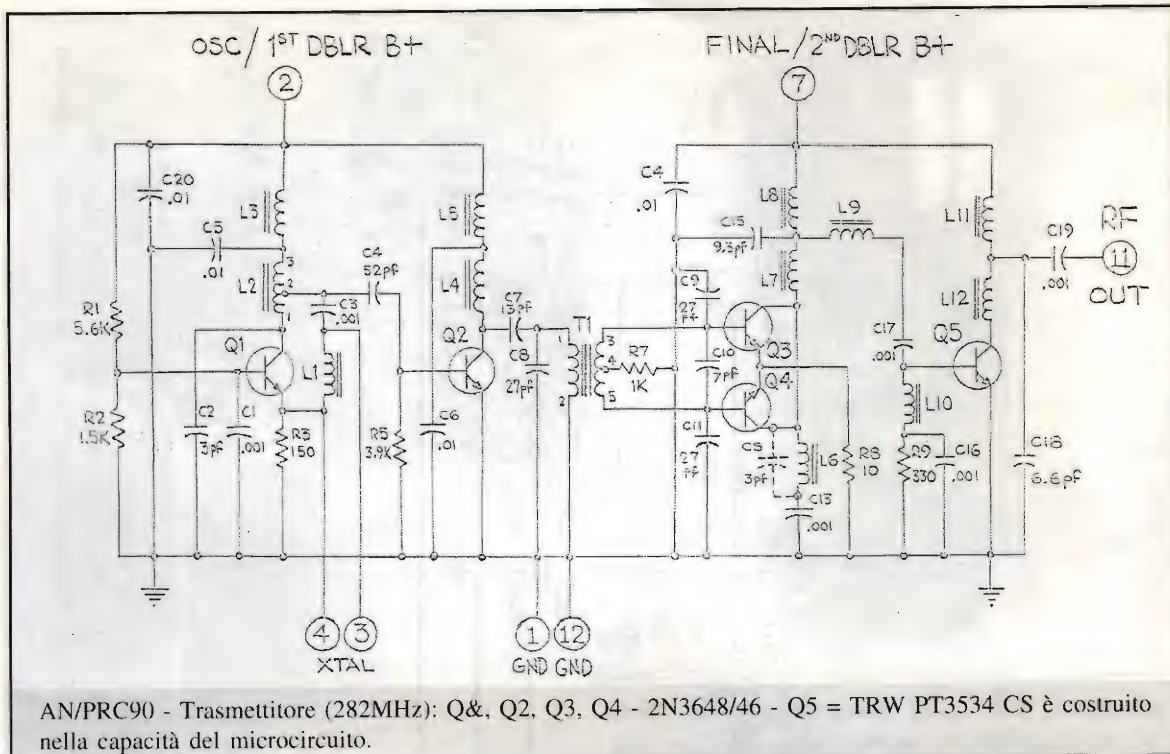 OSC/1ST DBLR B+
FINAL/2ND DBLR B+
2
7
C20
.01
L3
L5
C4
.01
L8
L9
L11
C19
.001
RF
11
OUT
C5
.01
C15
9.3pf
L2
3
2
1
C4
52pf
C3
.001
L4
L7
L12
C9
27
pf
R1
5.6K
Q1
L1
Q2
C7
13pf
T1
1
2
3
4
5
R7
1K
C10
7pf
Q3
Q4
C17
.001
Q5
C8
27pf
R2
1.5K
C2
3pf
C1
.001
R3
150
R5
3.9K
C6
.01
C11
27
pf
CS
3pf
L6
C13
.001
R8
10
L10
R9
330
C16
.001
C18
6.6pf
4
3
XTAL
1
12
GND GND
AN/PRC90 - Trasmettitore (282MHz): Q&, Q2, Q3, Q4 - 2N3648/46 - Q5 = TRW PT3534 CS è costruito
nella capacità del microcircuito.